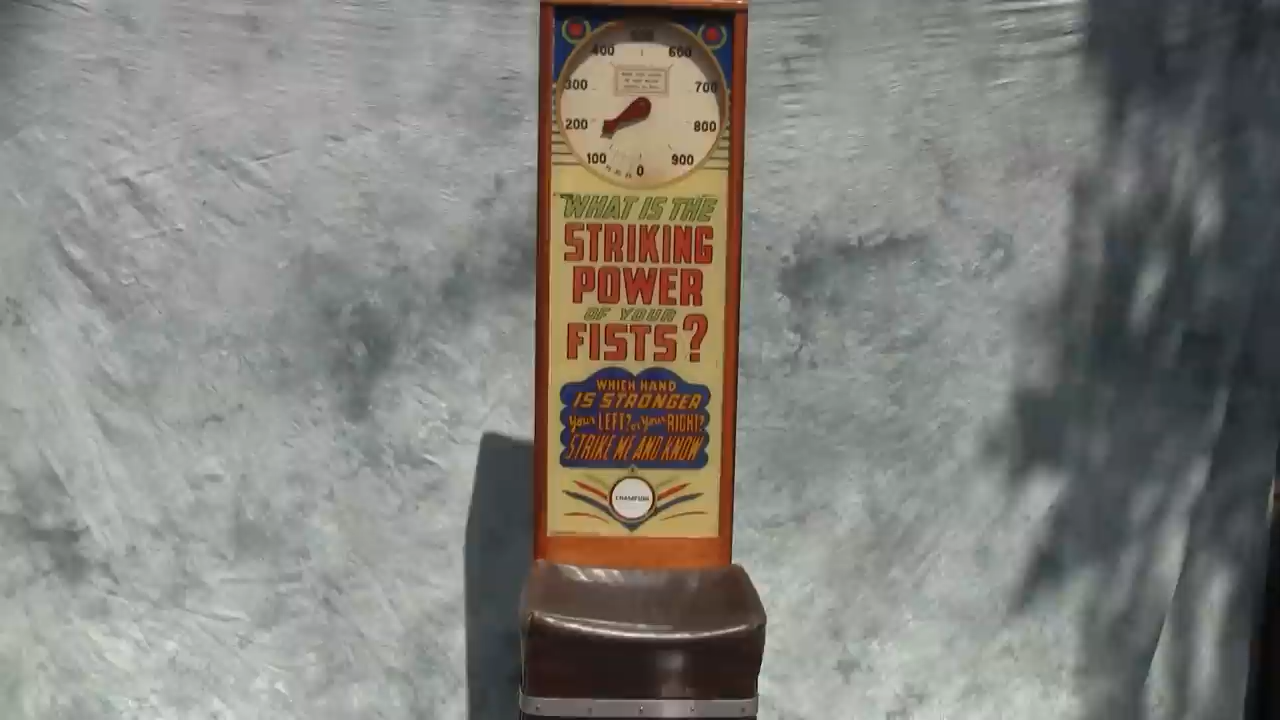 400 600
300 700
200 800
100 0 900
WHAT IS THE
STRIKING
POWER
OF YOUR
FISTS?
WHICH HAND
IS STRONGER
Your LEFT? or Your RIGHT?
STRIKE ME AND KNOW
CHAMPION